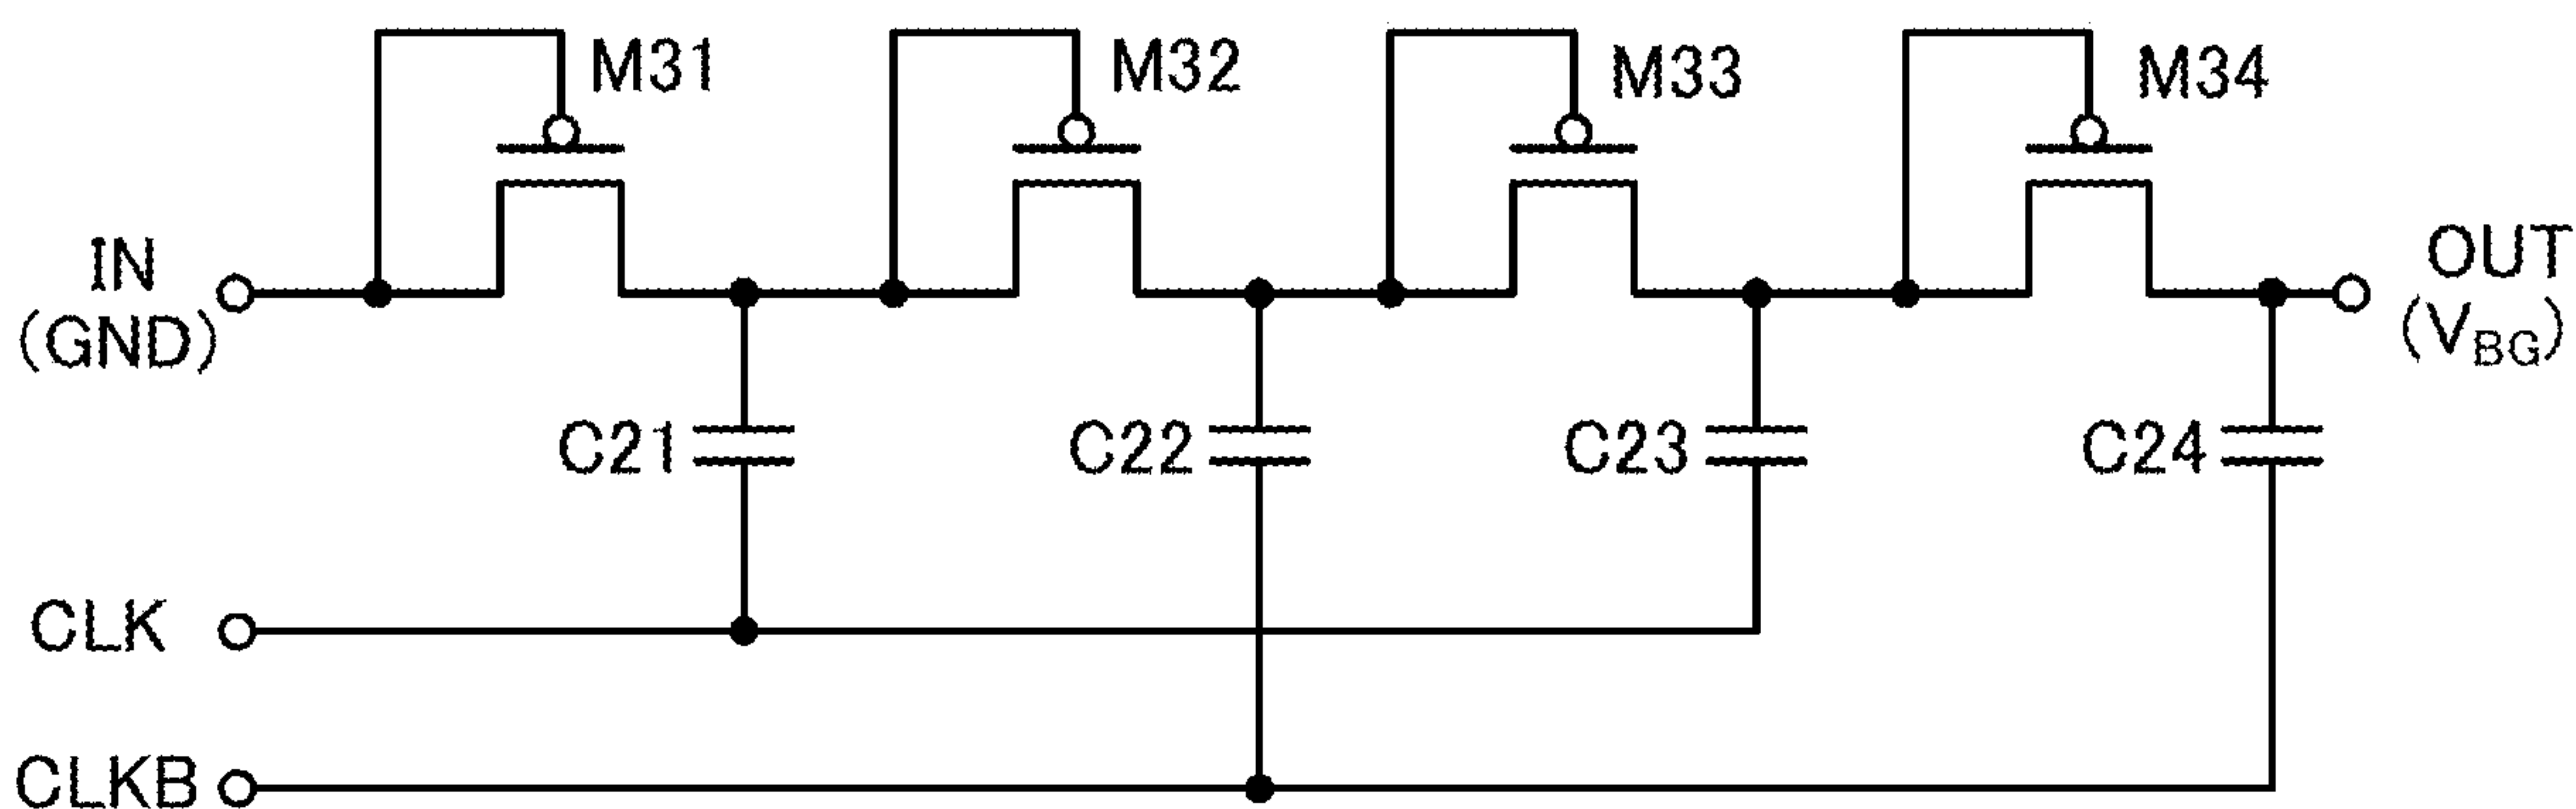 M31
M32
M33
M34
IN
(GND)
OUT
(V_BG)
C21
C22
C23
C24
CLK
CLKB